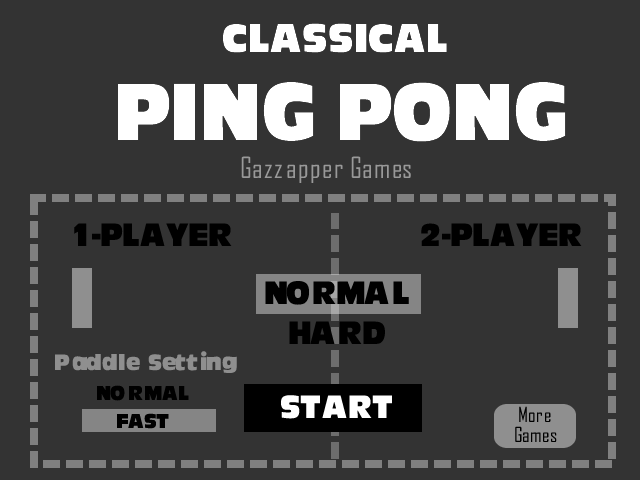 CLASSICAL
PING PONG
Gazzapper Games
1-PLAYER
2-PLAYER
NORMAL
HARD
Paddle Setting
NORMAL
FAST
START
More
Games